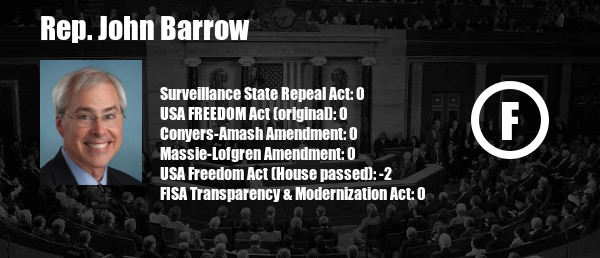 Rep. John Barrow
Surveillance State Repeal Act: 0
USA FREEDOM Act (original): 0
Conyers-Amash Amendment: 0
Massie-Lofgren Amendment: 0
USA Freedom Act (House passed): -2
FISA Transparency & Modernization Act: 0
F